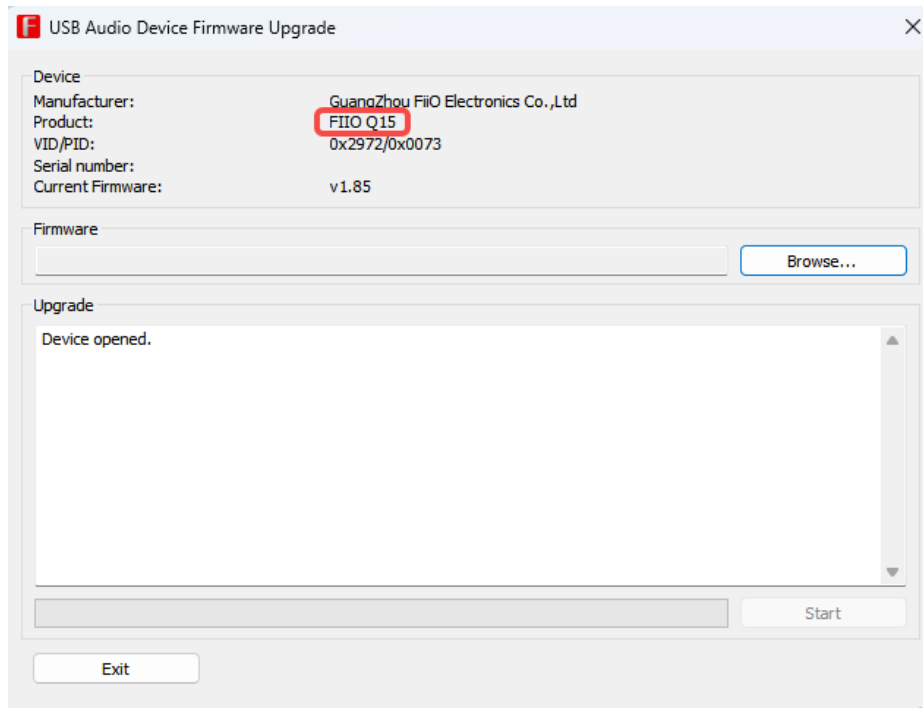 USB Audio Device Firmware Upgrade
Device
Manufacturer: GuangZhou FiiO Electronics Co.,Ltd
Product: FIIO Q15
VID/PID: 0x2972/0x0073
Serial number:
Current Firmware: v1.85
Firmware
Browse...
Upgrade
Device opened.
Start
Exit